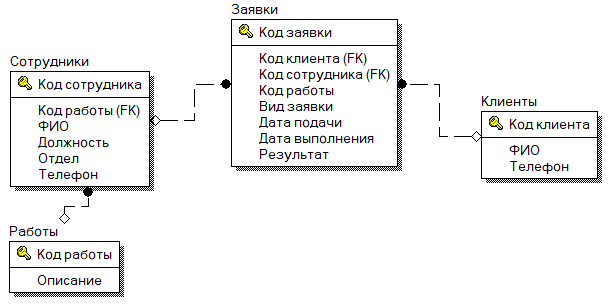 Сотрудники
Код сотрудника
Код работы (FK)
ФИО
Должность
Отдел
Телефон
Заявки
Код заявки
Код клиента (FK)
Код сотрудника (FK)
Код работы
Вид заявки
Дата подачи
Дата выполнения
Результат
Клиенты
Код клиента
ФИО
Телефон
Работы
Код работы
Описание